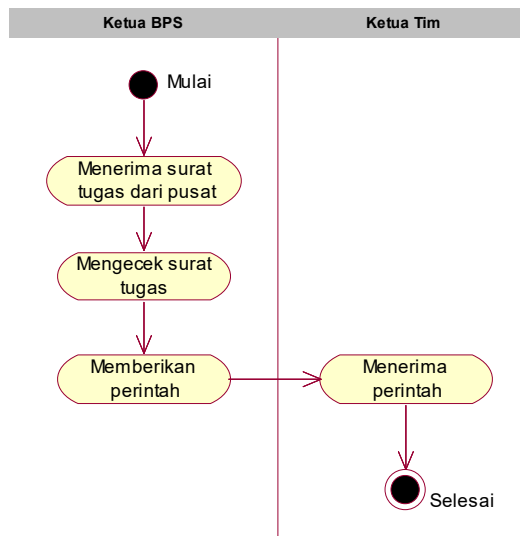 Ketua BPS
Ketua Tim
Mulai
Menerima surat
tugas dari pusat
Mengecek surat
tugas
Memberikan
perintah
Menerima
perintah
Selesai